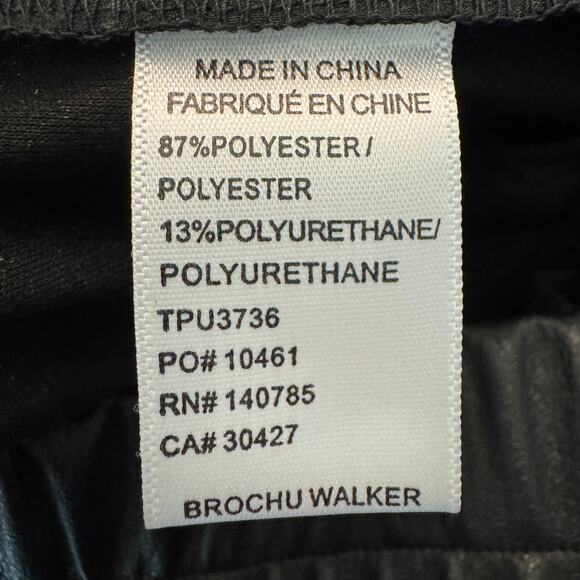 MADE IN CHINA
FABRIQUÉ EN CHINE
87%POLYESTER /
POLYESTER
13%POLYURETHANE/
POLYURETHANE
TPU3736
PO# 10461
RN# 140785
CA# 30427
BROCHU WALKER